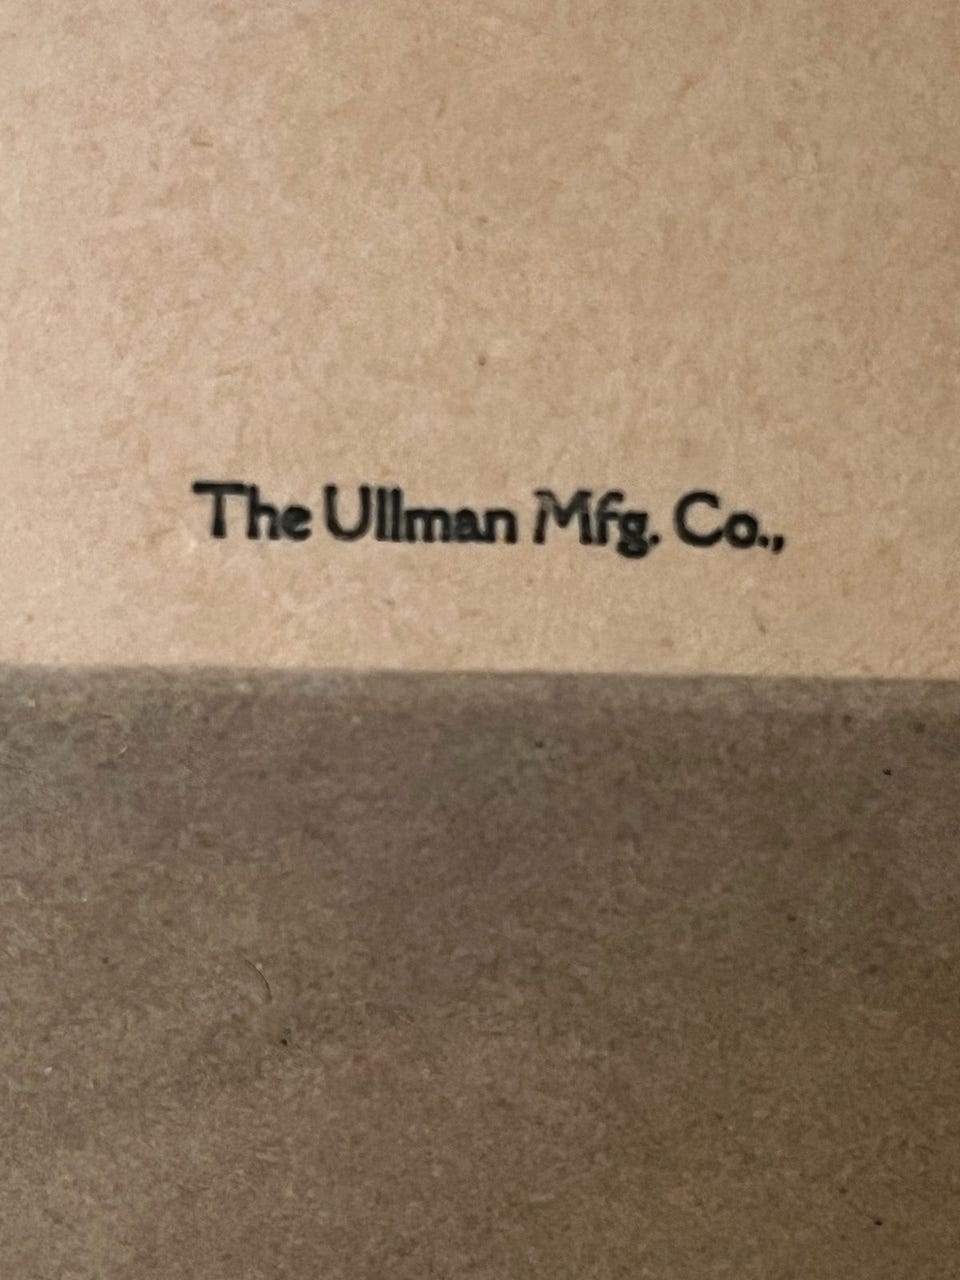 The Ullman Mfg. Co.,